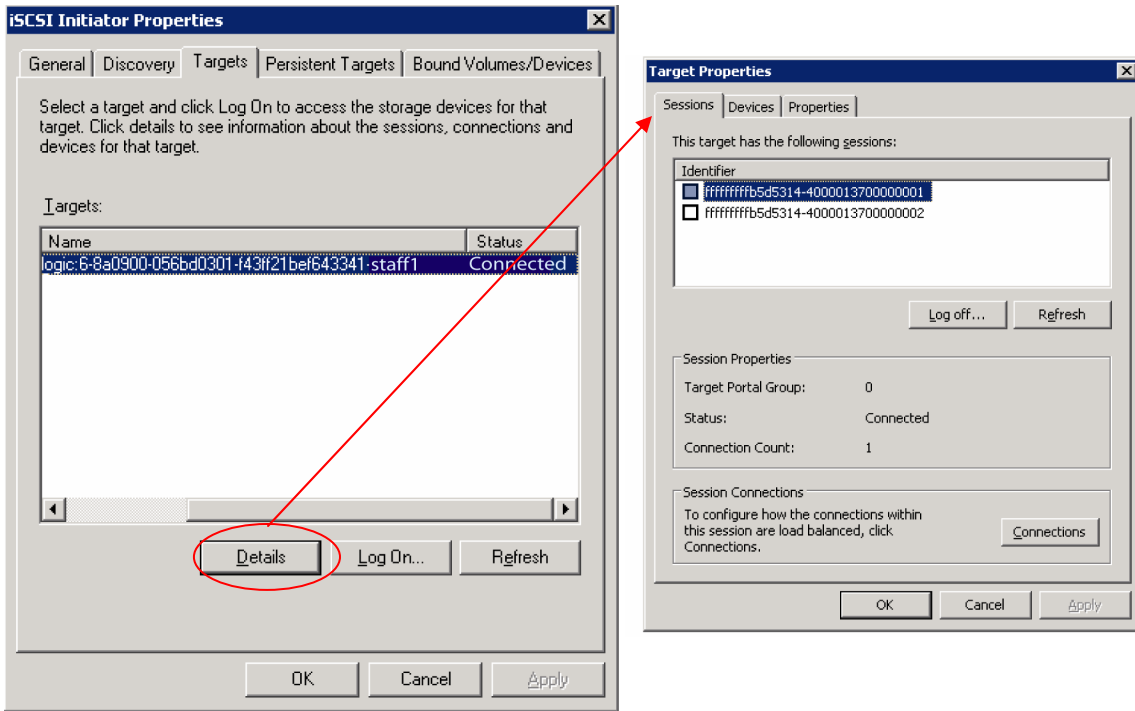 iSCSI Initiator Properties
General Discovery Targets Persistent Targets Bound Volumes/Devices
Select a target and click Log On to access the storage devices for that
target. Click details to see information about the sessions, connections and
devices for that target.
Targets:
Name Status
logic:6-8a0900-056bd0301-f43ff21bef643341-staff1 Connected
Details Log On... Refresh
OK Cancel Apply
Target Properties
Sessions Devices Properties
This target has the following sessions:
Identifier
fffffffffb5d5314-4000013700000001
fffffffffb5d5314-4000013700000002
Log off... Refresh
Session Properties
Target Portal Group: 0
Status: Connected
Connection Count: 1
Session Connections
To configure how the connections within
this session are load balanced, click
Connections.
Connections
OK Cancel Apply